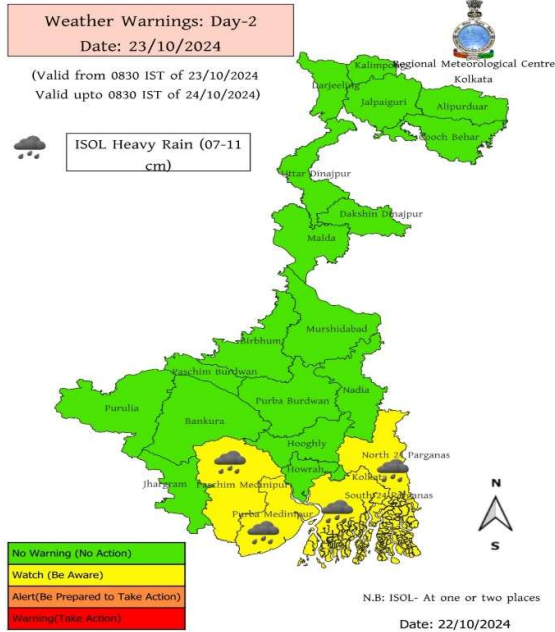 Weather Warnings: Day-2
Date: 23/10/2024
(Valid from 0830 IST of 23/10/2024
Valid upto 0830 IST of 24/10/2024)
ISOL Heavy Rain (07-11
cm)
Regional Meteorological Centre
Kolkata
Kalimpong
Darjeeling
Jalpaiguri
Alipurduar
Cooch Behar
Uttar Dinajpur
Dakshin Dinajpur
Malda
Murshidabad
Birbhum
Paschim Burdwan
Purba Burdwan
Nadia
Purulia
Bankura
Hooghly
North 24 Parganas
Howrah
Kolkata
Jhargram
Paschim Medinipur
South 24 Parganas
Purba Medinipur
N
S
No Warning (No Action)
Watch (Be Aware)
Alert(Be Prepared to Take Action)
Warning(Take Action)
N.B: ISOL- At one or two places
Date: 22/10/2024